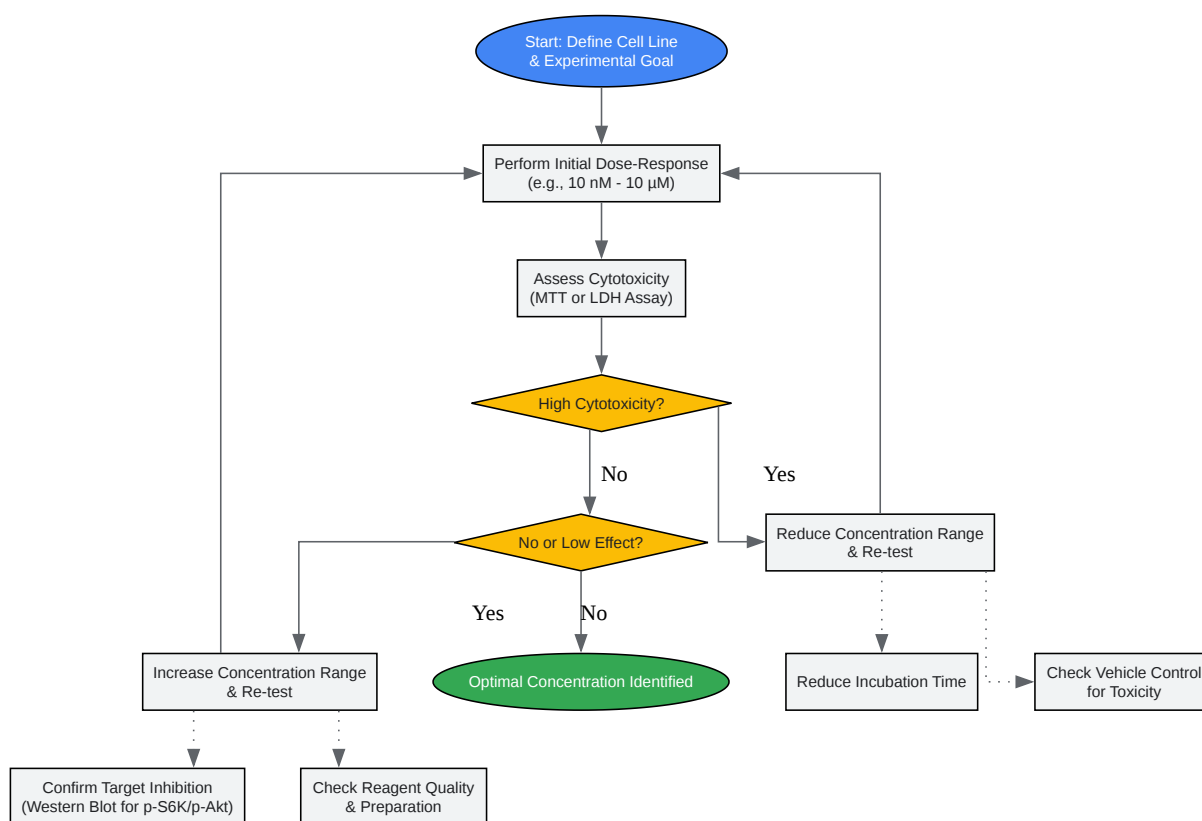 Start: Define Cell Line
& Experimental Goal
Perform Initial Dose-Response
(e.g., 10 nM - 10 µM)
Assess Cytotoxicity
(MTT or LDH Assay)
High Cytotoxicity?
No
Yes
No or Low Effect?
Reduce Concentration Range
& Re-test
Yes
No
Increase Concentration Range
& Re-test
Optimal Concentration Identified
Reduce Incubation Time
Check Vehicle Control
for Toxicity
Confirm Target Inhibition
(Western Blot for p-S6K/p-Akt)
Check Reagent Quality
& Preparation